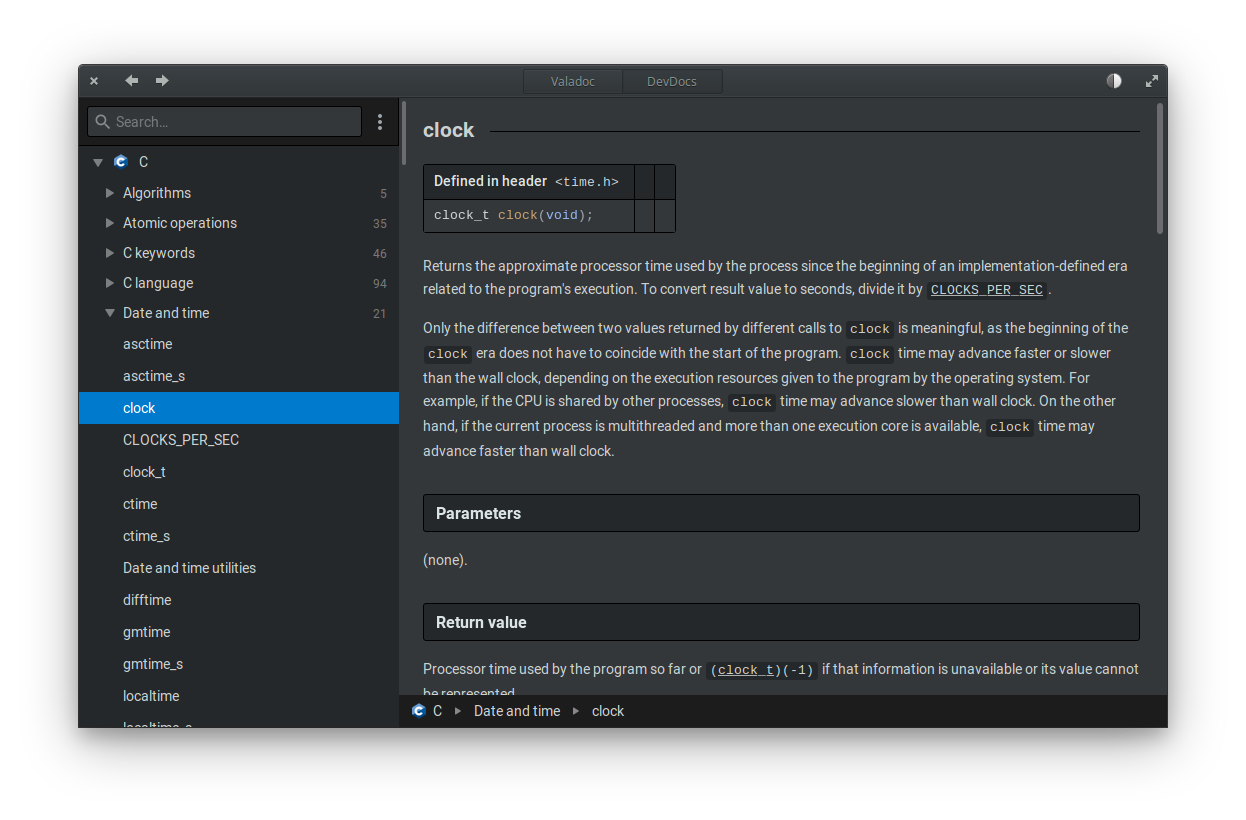 Valadoc DevDocs
Search...
C
Algorithms 5
Atomic operations 35
C keywords 46
C language 94
Date and time 21
asctime
asctime_s
clock
CLOCKS_PER_SEC
clock_t
ctime
ctime_s
Date and time utilities
difftime
gmtime
gmtime_s
localtime
localtime_s
clock
Defined in header <time.h>
clock_t clock(void);
Returns the approximate processor time used by the process since the beginning of an implementation-defined era
related to the program's execution. To convert result value to seconds, divide it by CLOCKS_PER_SEC.
Only the difference between two values returned by different calls to clock is meaningful, as the beginning of the
clock era does not have to coincide with the start of the program. clock time may advance faster or slower
than the wall clock, depending on the execution resources given to the program by the operating system. For
example, if the CPU is shared by other processes, clock time may advance slower than wall clock. On the other
hand, if the current process is multithreaded and more than one execution core is available, clock time may
advance faster than wall clock.
Parameters
(none).
Return value
Processor time used by the program so far or (clock_t)(-1) if that information is unavailable or its value cannot
be represented
C Date and time clock